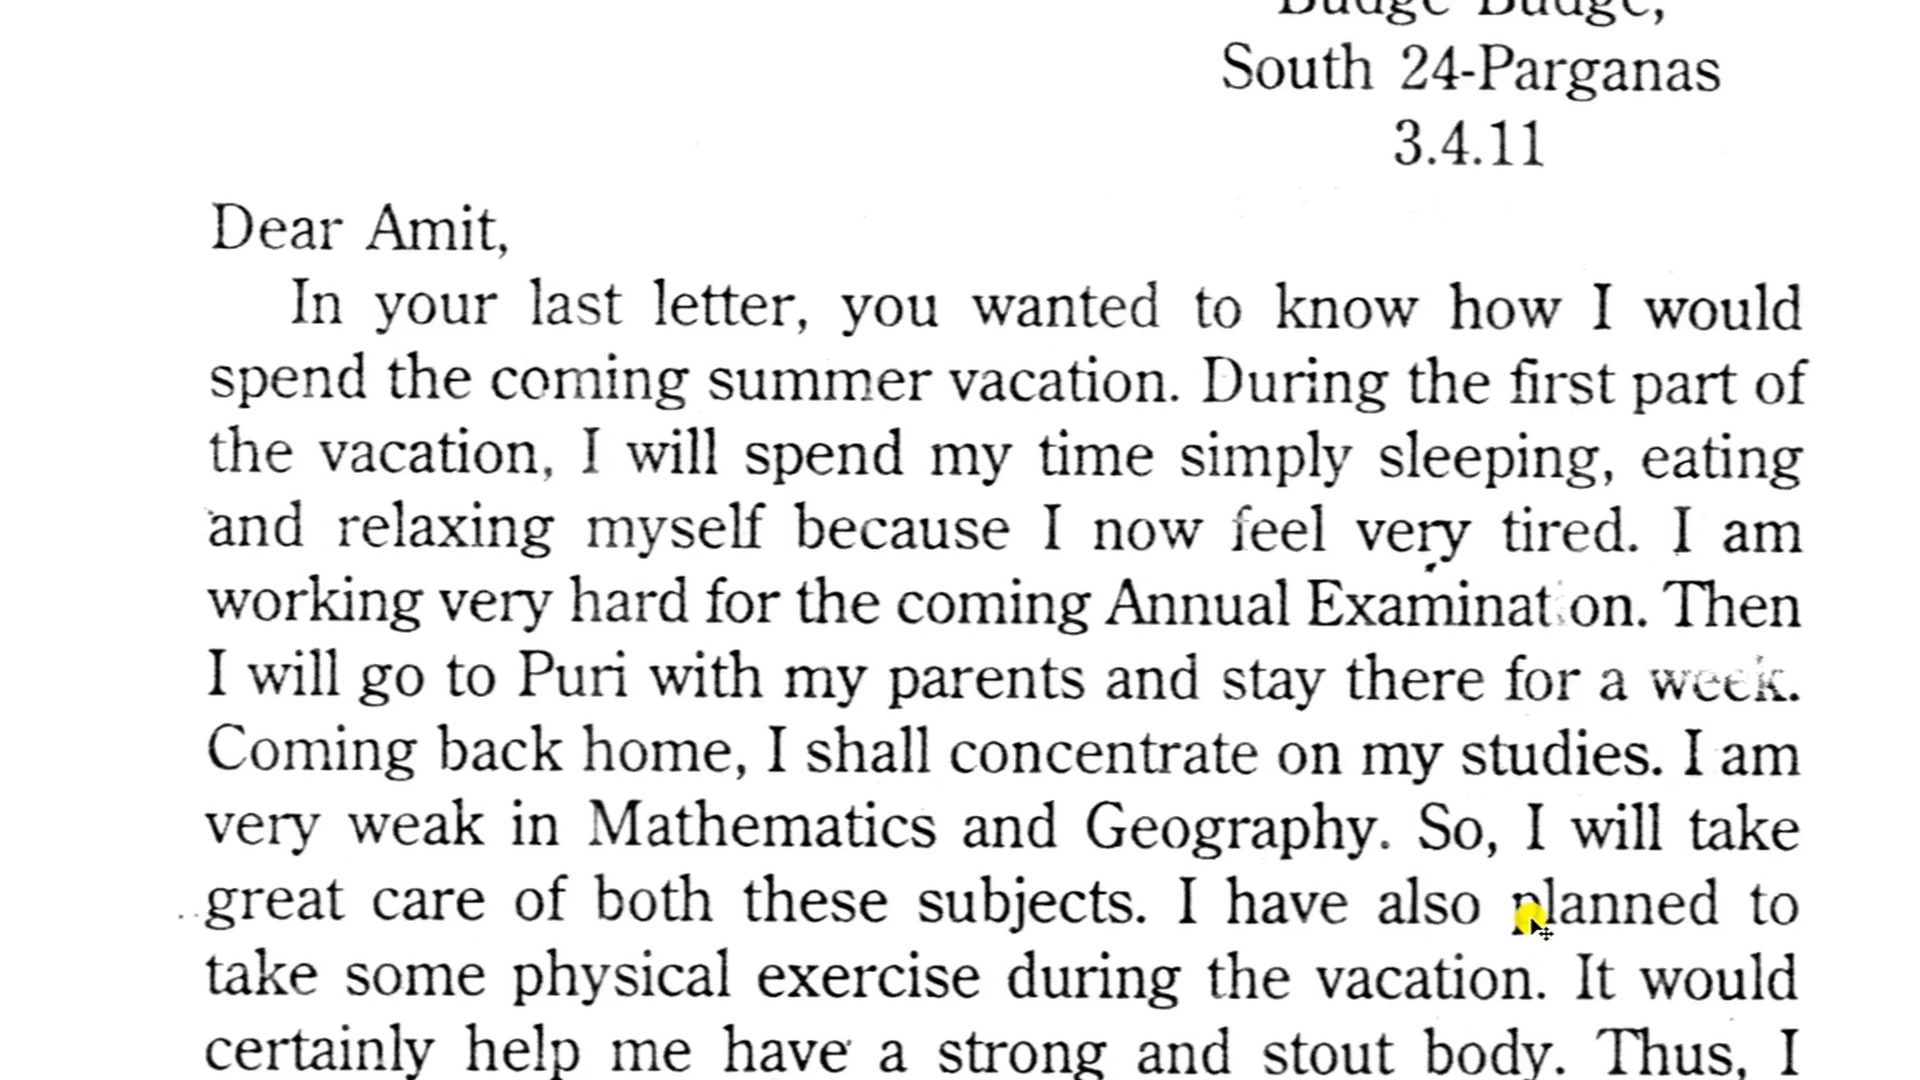 Budge Budge,
South 24-Parganas
3.4.11
Dear Amit,
In your last letter, you wanted to know how I would
spend the coming summer vacation. During the first part of
the vacation, I will spend my time simply sleeping, eating
and relaxing myself because I now feel very tired. I am
working very hard for the coming Annual Examination. Then
I will go to Puri with my parents and stay there for a week.
Coming back home, I shall concentrate on my studies. I am
very weak in Mathematics and Geography. So, I will take
great care of both these subjects. I have also planned to
take some physical exercise during the vacation. It would
certainly help me have a strong and stout body. Thus, I